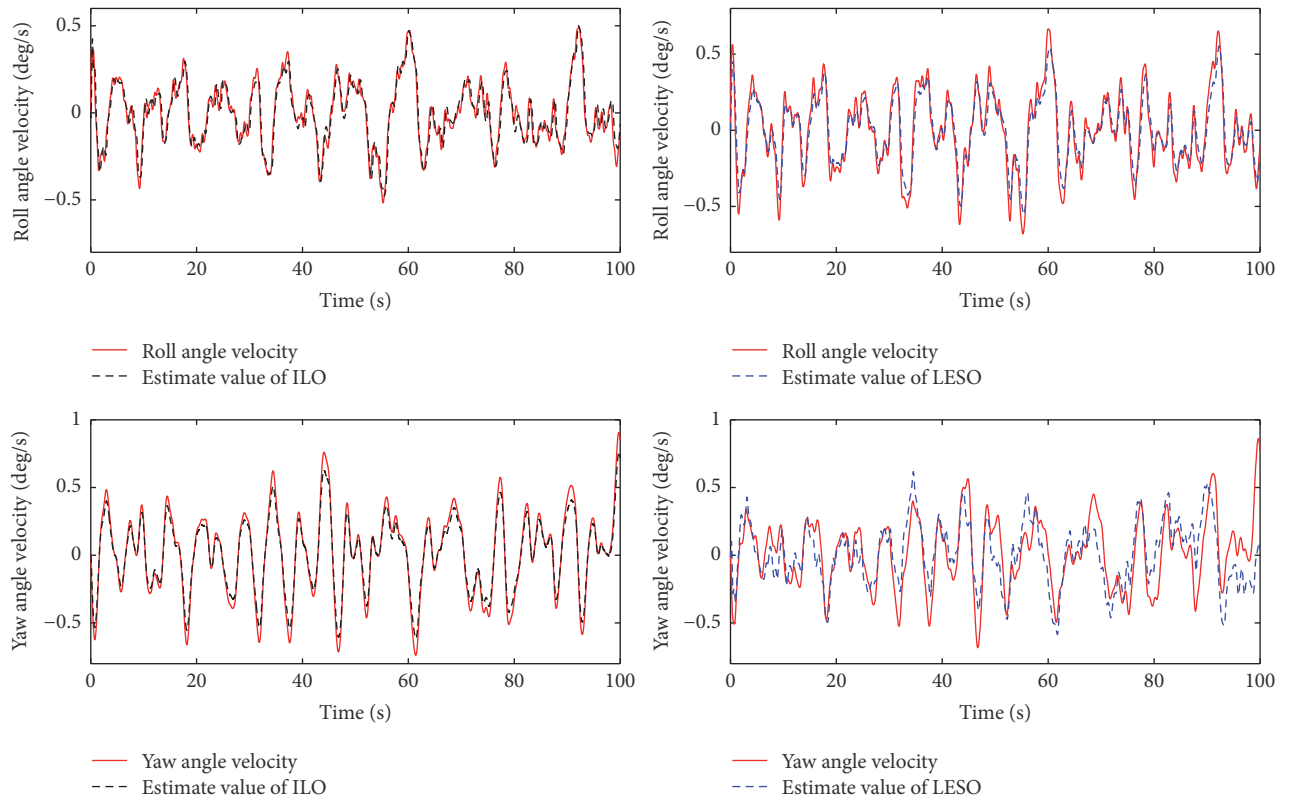 Roll angle velocity (deg/s)
0.5
0
−0.5
0 20 40 60 80 100
Time (s)
Roll angle velocity
Estimate value of ILO
Roll angle velocity (deg/s)
0.5
0
−0.5
0 20 40 60 80 100
Time (s)
Roll angle velocity
Estimate value of LESO
Yaw angle velocity (deg/s)
1
0.5
0
−0.5
0 20 40 60 80 100
Time (s)
Yaw angle velocity
Estimate value of ILO
Yaw angle velocity (deg/s)
1
0.5
0
−0.5
0 20 40 60 80 100
Time (s)
Yaw angle velocity
Estimate value of LESO